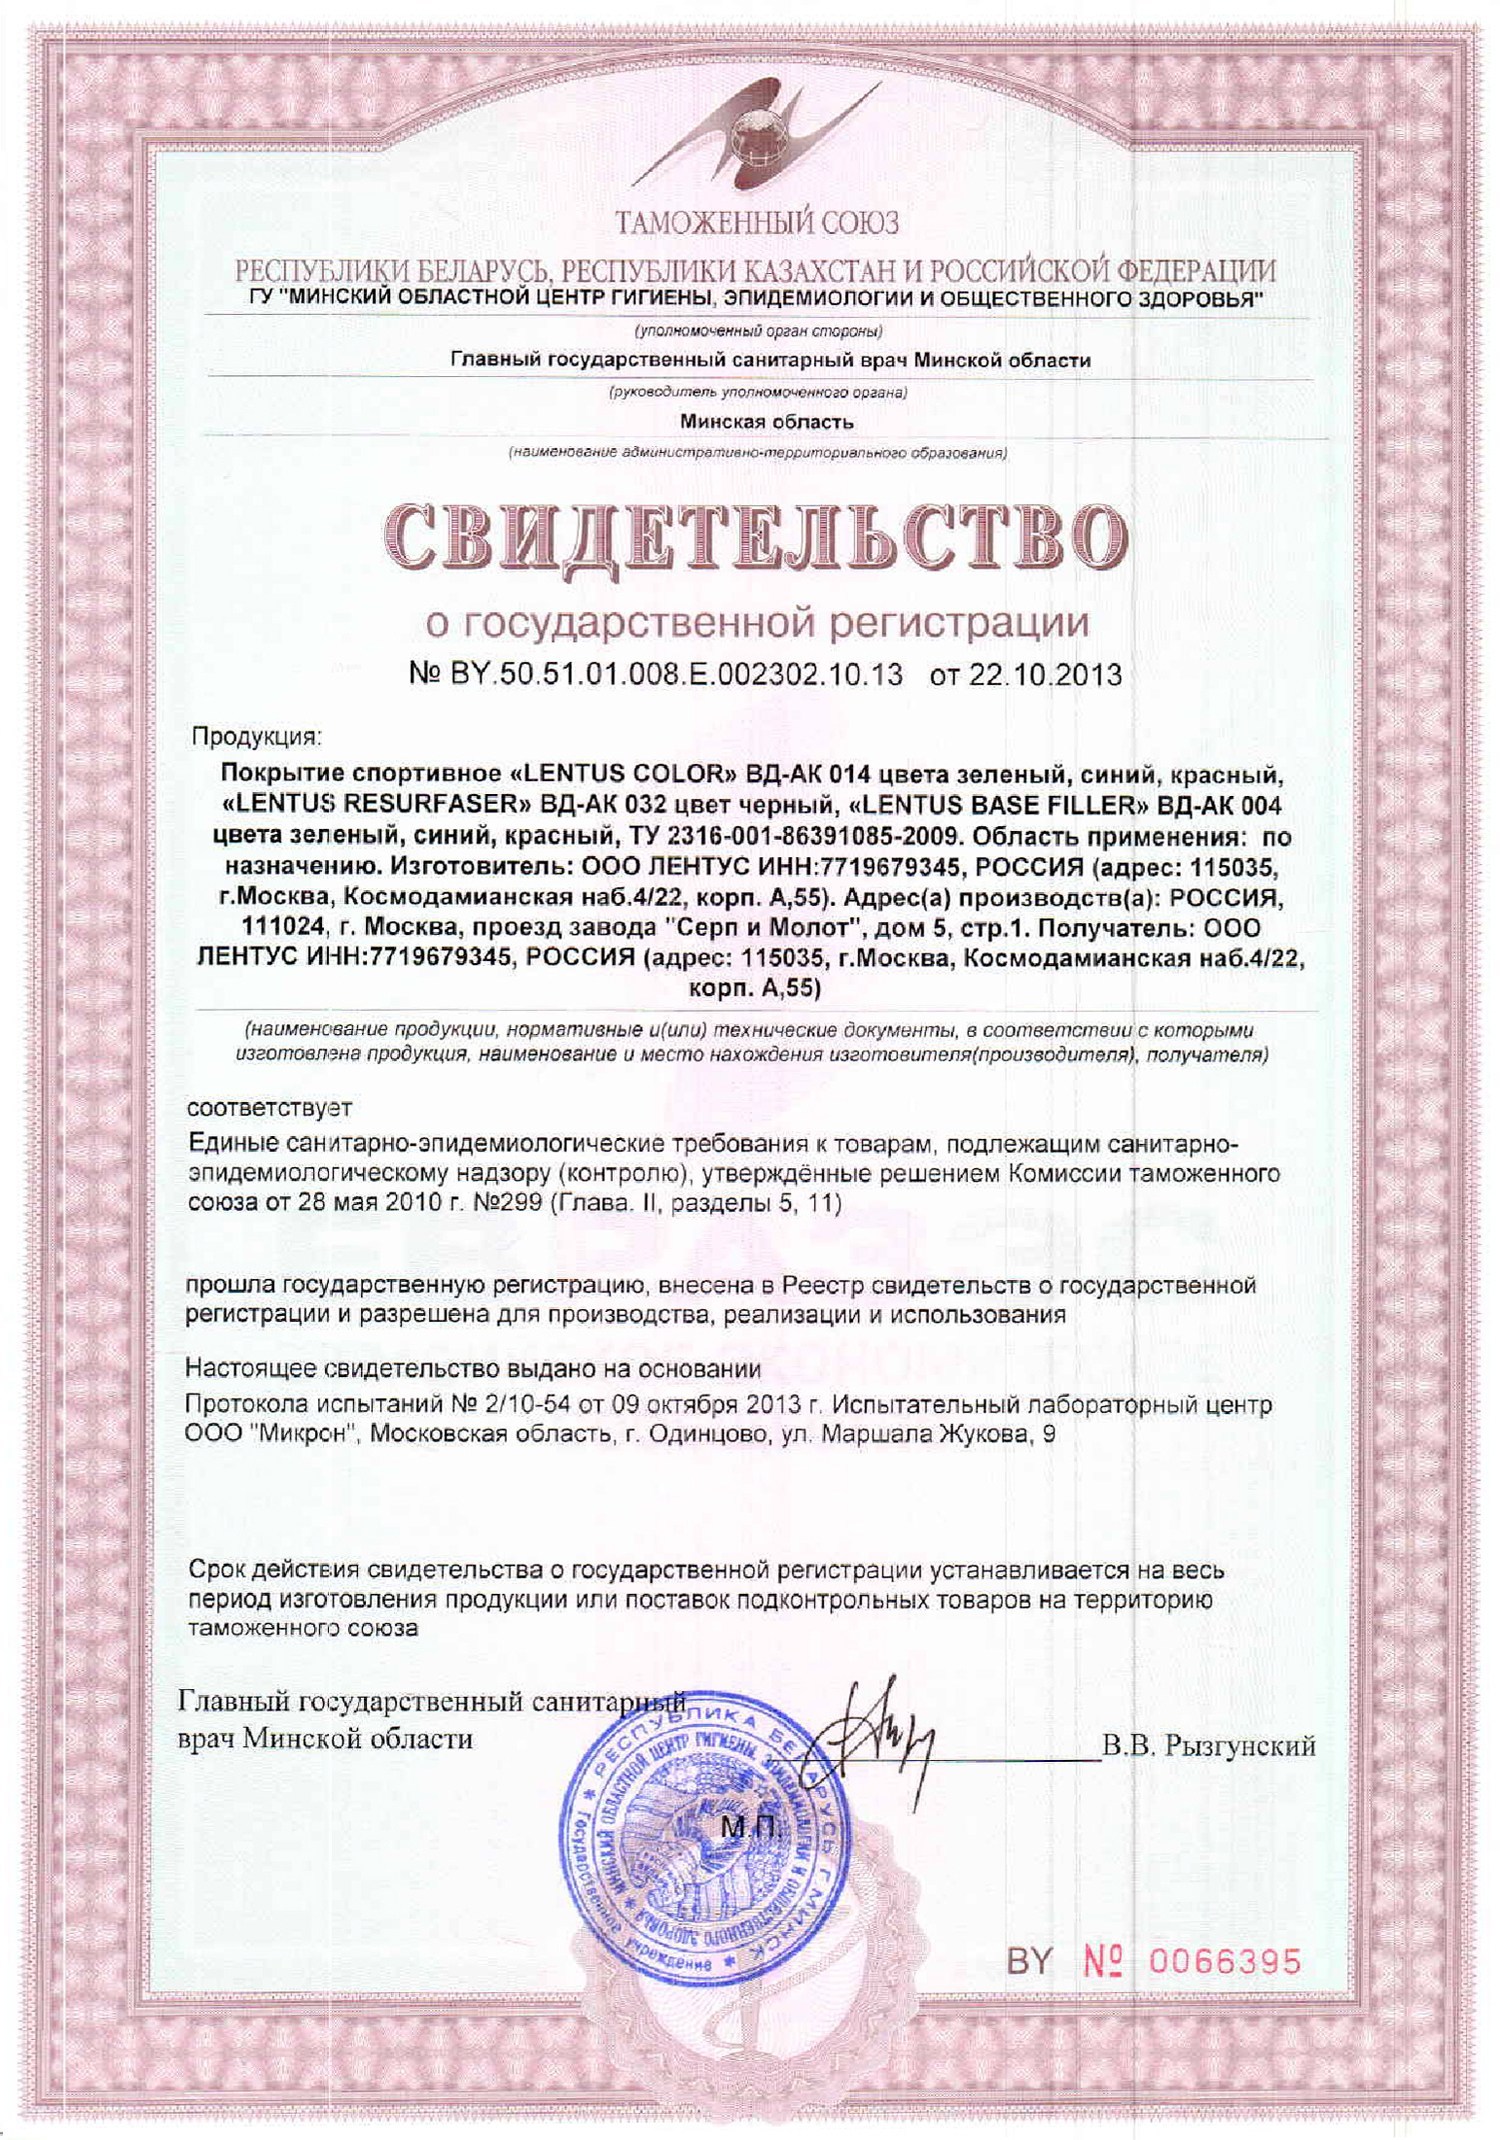 ТАМОЖЕННЫЙ СОЮЗ
РЕСПУБЛИКИ БЕЛАРУСЬ, РЕСПУБЛИКИ КАЗАХСТАН И РОССИЙСКОЙ ФЕДЕРАЦИИ
ГУ "МИНСКИЙ ОБЛАСТНОЙ ЦЕНТР ГИГИЕНЫ, ЭПИДЕМИОЛОГИИ И ОБЩЕСТВЕННОГО ЗДОРОВЬЯ"
(уполномоченный орган стороны)
Главный государственный санитарный врач Минской области
(руководитель уполномоченного органа)
Минская область
(наименование административно-территориального образования)
СВИДЕТЕЛЬСТВО
о государственной регистрации
№ BY.50.51.01.008.E.002302.10.13 от 22.10.2013
Продукция:
Покрытие спортивное «LENTUS COLOR» ВД-АК 014 цвета зеленый, синий, красный,
«LENTUS RESURFASER» ВД-АК 032 цвет черный, «LENTUS BASE FILLER» ВД-АК 004
цвета зеленый, синий, красный, ТУ 2316-001-86391085-2009. Область применения: по
назначению. Изготовитель: ООО ЛЕНТУС ИНН:7719679345, РОССИЯ (адрес: 115035,
г.Москва, Космодамианская наб.4/22, корп. А,55). Адрес(а) производств(а): РОССИЯ,
111024, г. Москва, проезд завода "Серп и Молот", дом 5, стр.1. Получатель: ООО
ЛЕНТУС ИНН:7719679345, РОССИЯ (адрес: 115035, г.Москва, Космодамианская наб.4/22,
корп. А,55)
(наименование продукции, нормативные и(или) технические документы, в соответствии с которыми
изготовлена продукция, наименование и место нахождения изготовителя(производителя), получателя)
соответствует
Единые санитарно-эпидемиологические требования к товарам, подлежащим санитарно-
эпидемиологическому надзору (контролю), утверждённые решением Комиссии таможенного
союза от 28 мая 2010 г. №299 (Глава. II, разделы 5, 11)
прошла государственную регистрацию, внесена в Реестр свидетельств о государственной
регистрации и разрешена для производства, реализации и использования
Настоящее свидетельство выдано на основании
Протокола испытаний № 2/10-54 от 09 октября 2013 г. Испытательный лабораторный центр
ООО "Микрон", Московская область, г. Одинцово, ул. Маршала Жукова, 9
Срок действия свидетельства о государственной регистрации устанавливается на весь
период изготовления продукции или поставок подконтрольных товаров на территорию
таможенного союза
Главный государственный санитарный
врач Минской области
В.В. Рызгунский
М.П.
РЕСПУБЛИКА БЕЛАРУСЬ Г.МИНСК
Государственное учреждение
МИНСКИЙ ОБЛАСТНОЙ ЦЕНТР ГИГИЕНЫ, ЭПИДЕМИОЛОГИИ И ОБЩЕСТВЕННОГО ЗДОРОВЬЯ
BY № 0066395